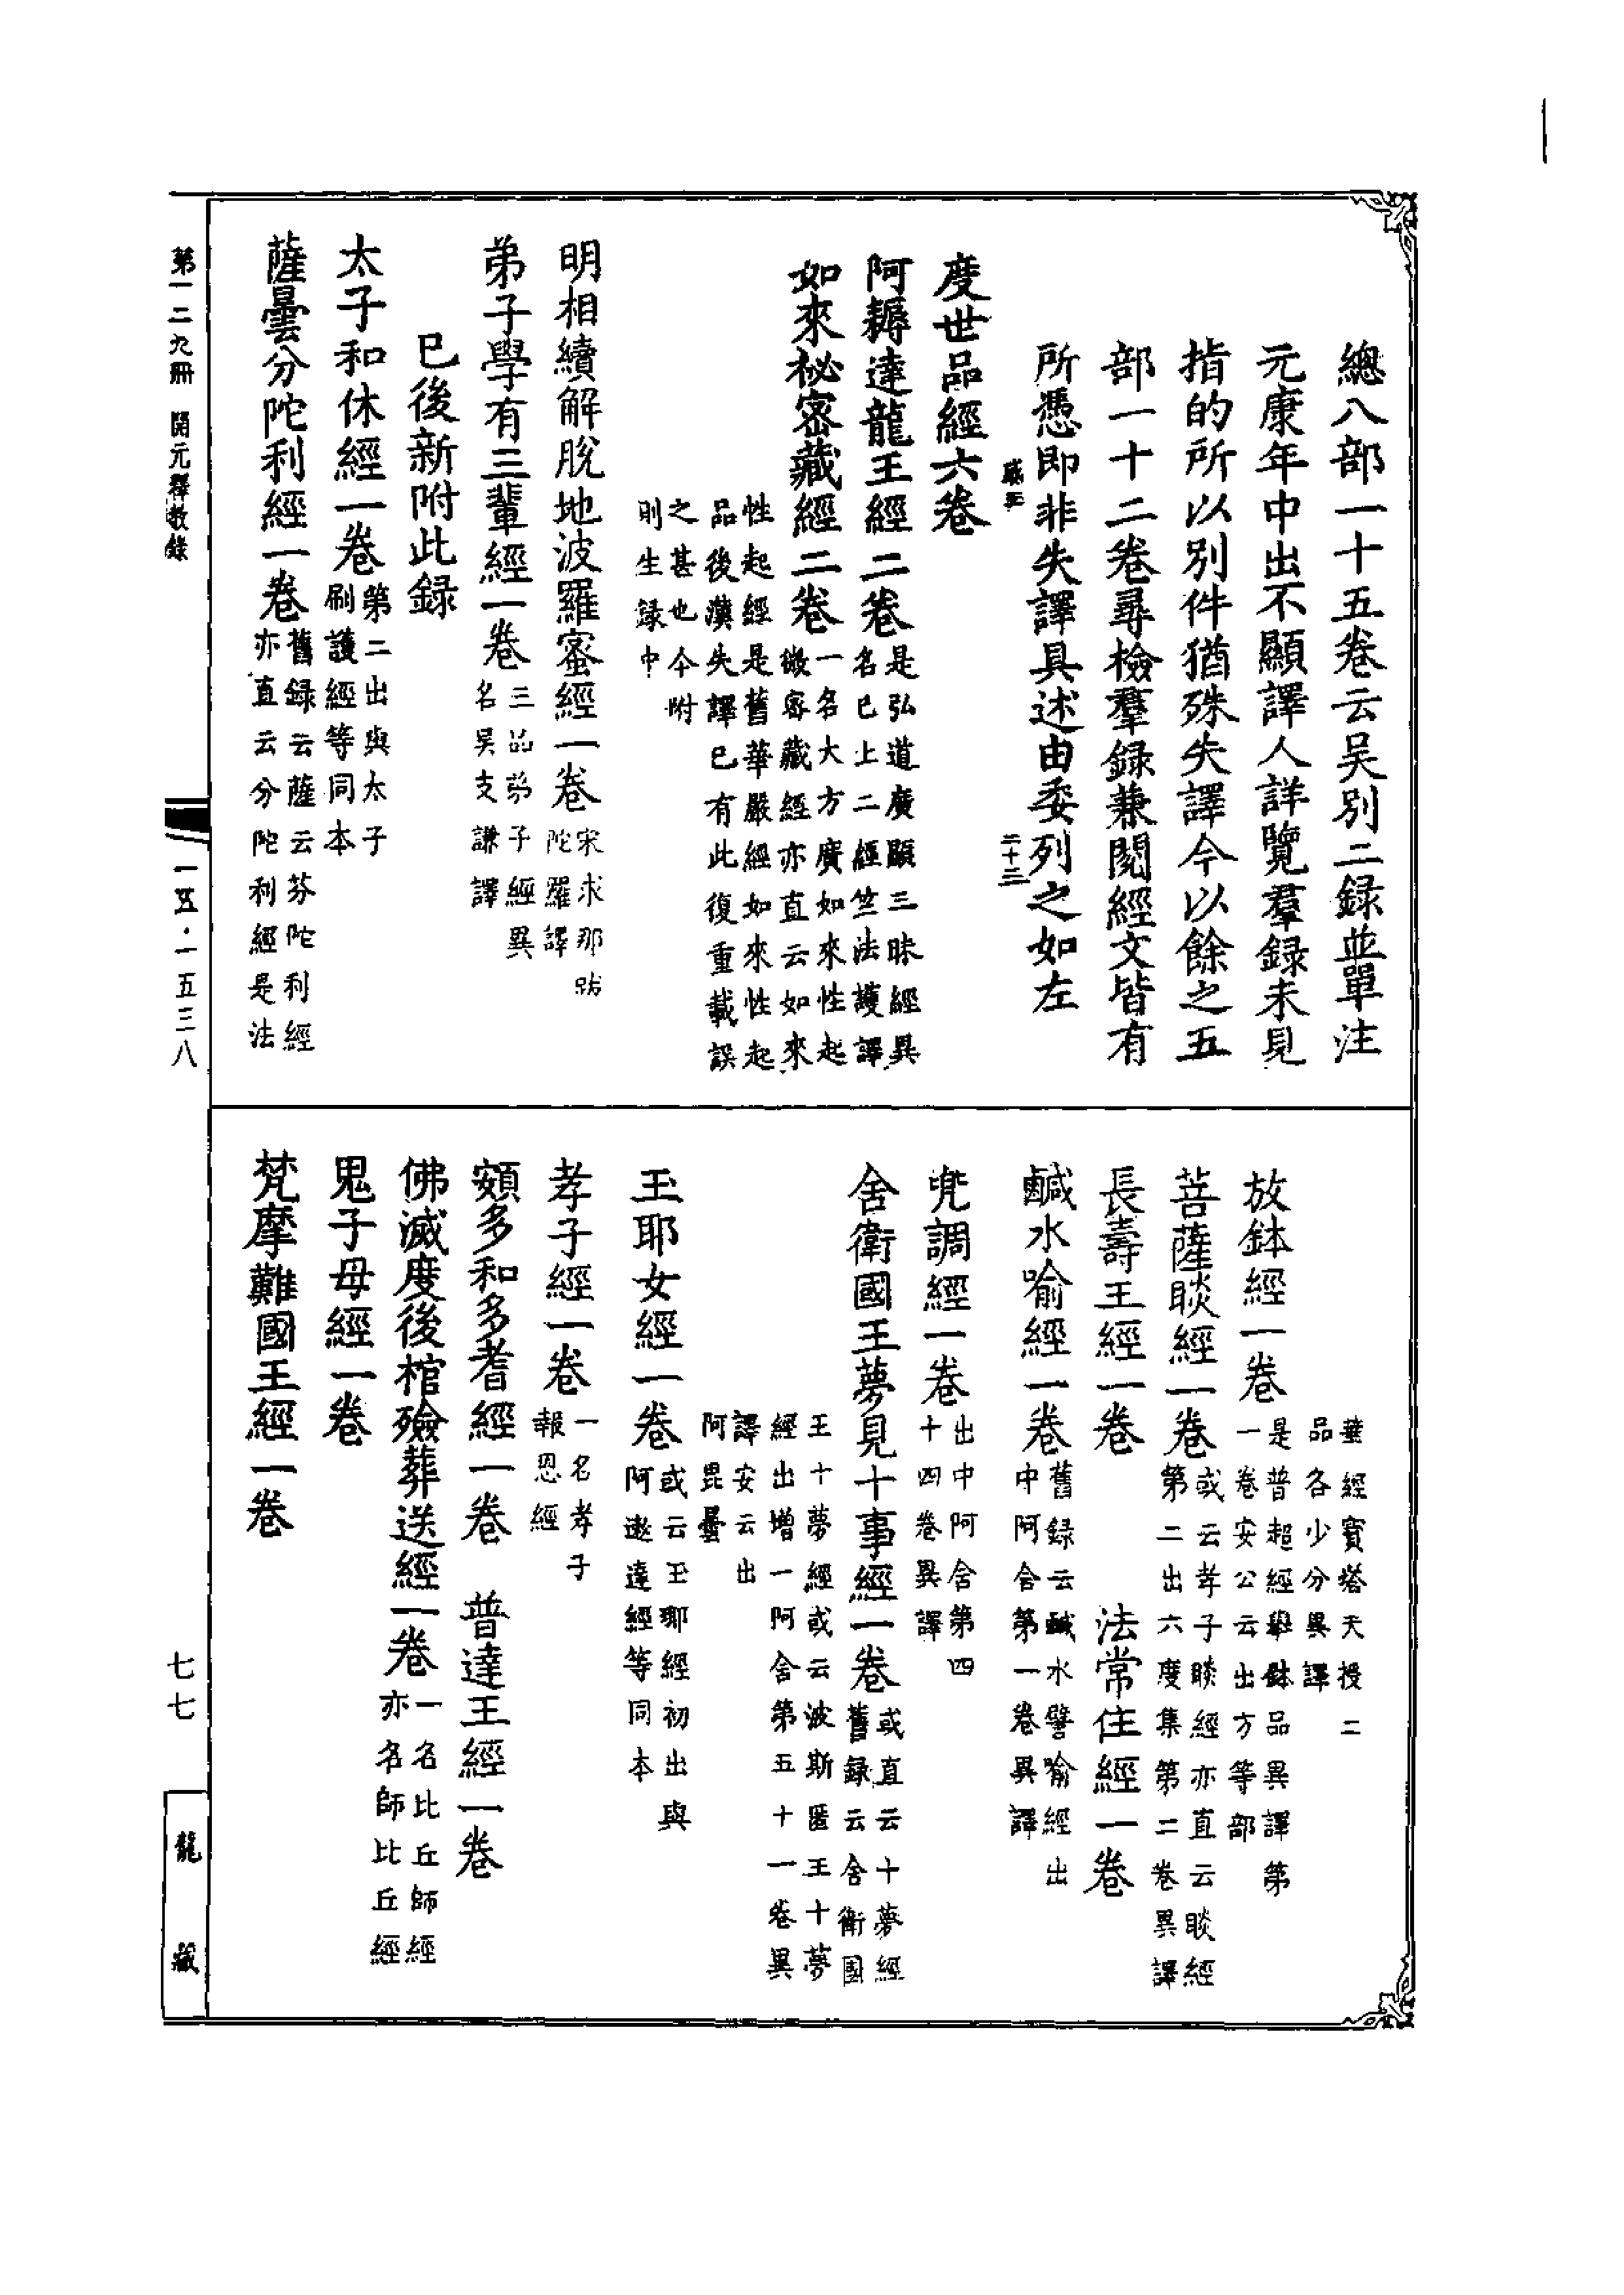 總八部一十五卷云吴別二録並單注
元康年中出不顯譯人詳覽羣録未見
指的所以別件猶殊失譯今以餘之五
部一十二卷尋檢羣録兼閱經文皆有
所憑即非失譯具述由委列之如左
二十三
度世品經六卷
阿耨達龍王經二卷是弘道廣顯三昧經異
名已上二經竺法護譯
如來祕密藏經二卷一名大方廣如來性起
微密藏經亦直云如來
性起經是舊華嚴經如來性起
品後漢失譯已有此復重載誤
之甚也今附
則生録中
明相續解脫地波羅蜜經一卷宋求那跋
陀羅譯
弟子學有三輩經一卷三品弟子經異
名吴支謙譯
已後新附此録
太子和休經一卷第二出與太子
刷護經等同本
薩曇分陀利經一卷舊録云薩云芬陀利經
亦直云分陀利經是法
華經寶塔天授二
品各少分異譯
放鉢經一卷是普超經舉鉢品異譯第
一卷安公云出方等部
菩薩睒經一卷或云孝子睒經亦直云睒經
第二出六度集第二卷異譯
長壽王經一卷 法常住經一卷
鹹水喻經一卷舊録云鹹水譬喻經出
中阿含第一卷異譯
兜調經一卷出中阿含第四
十四卷異譯
舍衛國王夢見十事經一卷或直云十夢經
舊録云舍衛國
王十夢經或云波斯匿王十夢
經出增一阿含第五十一卷異
譯安云出
阿毘曇
玉耶女經一卷或云玉耶經初出與
阿遬達經等同本
孝子經一卷一名孝子
報恩經
頞多和多耆經一卷 普達王經一卷
佛滅度後棺殮葬送經一卷一名比丘師經
亦名師比丘經
鬼子母經一卷
梵摩難國王經一卷
第一二九冊 開元釋教錄
一五·一五三八
七七
龍藏